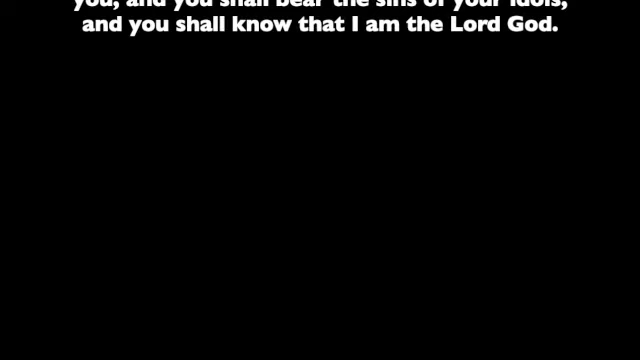 you, and you shall bear the sins of your idols,
and you shall know that I am the Lord God.